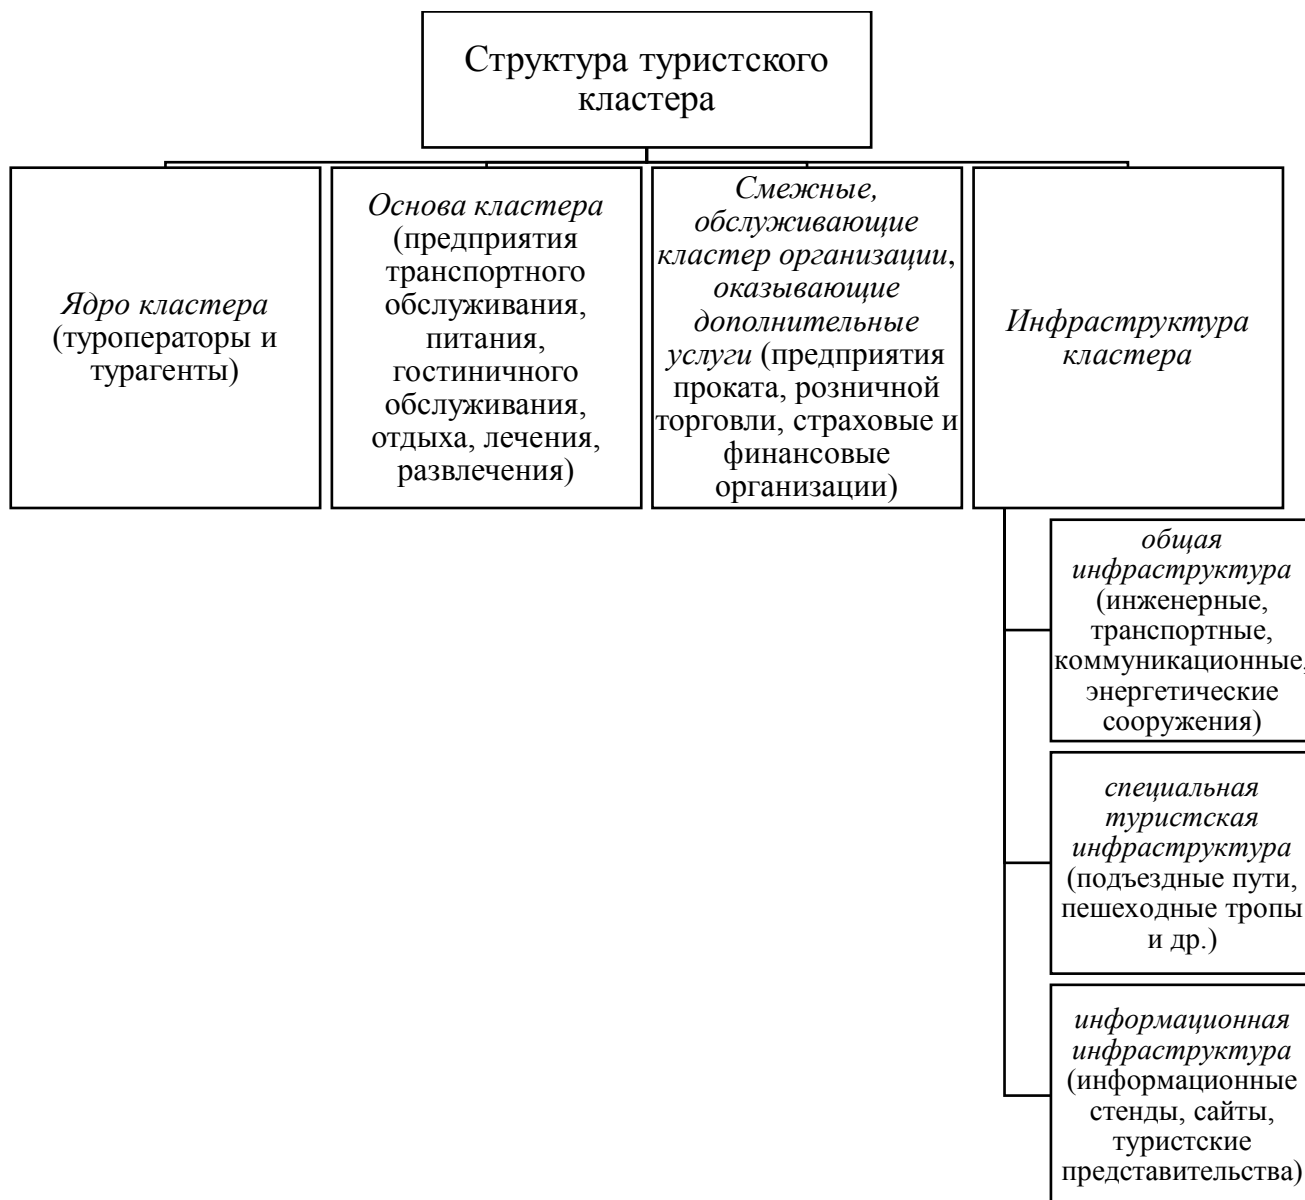 Структура туристского
кластера
Ядро кластера
(туроператоры и
турагенты)
Основа кластера
(предприятия
транспортного
обслуживания,
питания,
гостиничного
обслуживания,
отдыха, лечения,
развлечения)
Смежные,
обслуживающие
кластер организации,
оказывающие
дополнительные
услуги (предприятия
проката, розничной
торговли, страховые и
финансовые
организации)
Инфраструктура
кластера
общая
инфраструктура
(инженерные,
транспортные,
коммуникационные,
энергетические
сооружения)
специальная
туристская
инфраструктура
(подъездные пути,
пешеходные тропы
и др.)
информационная
инфраструктура
(информационные
стенды, сайты,
туристские
представительства)